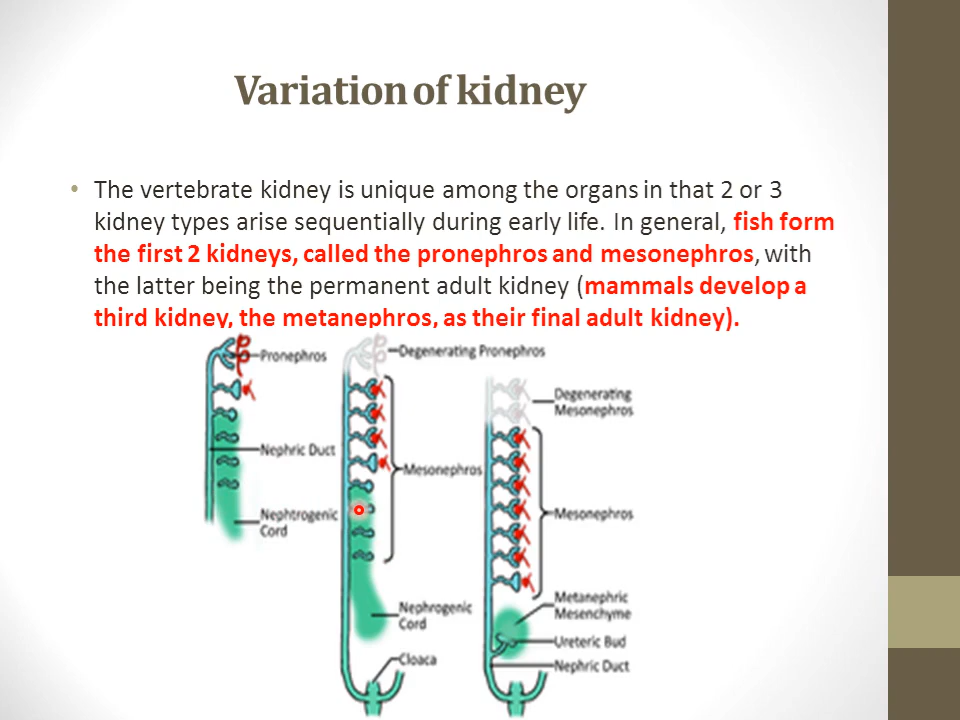 Variation of kidney
• The vertebrate kidney is unique among the organs in that 2 or 3
kidney types arise sequentially during early life. In general, fish form
the first 2 kidneys, called the pronephros and mesonephros, with
the latter being the permanent adult kidney (mammals develop a
third kidney, the metanephros, as their final adult kidney).
Pronephros
Nephric Duct
Nephtrogenic
Cord
Degenerating Pronephros
Mesonephros
Nephrogenic
Cord
Cloaca
Degenerating
Mesonephros
Mesonephros
Metanephric
Mesenchyme
Ureteric Bud
Nephric Duct